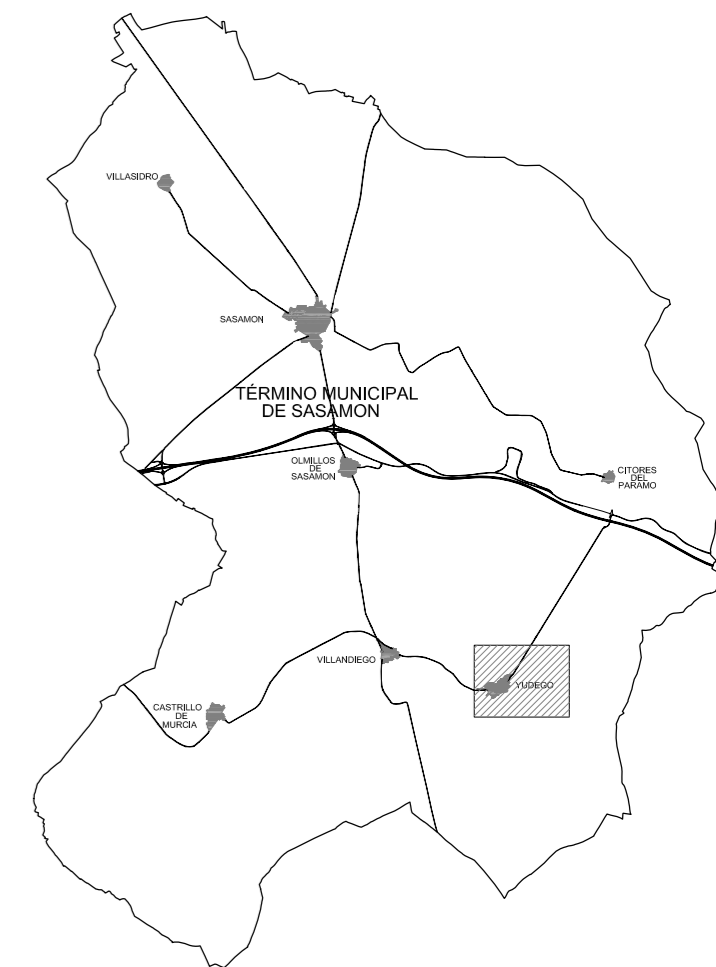 VILLASIDRO
SASAMON
TÉRMINO MUNICIPAL
DE SASAMON
OLMILLOS
DE
SASAMON
CITORES
DEL
PARAMO
VILLANDIEGO
YUDEGO
CASTRILLO
DE
MURCIA